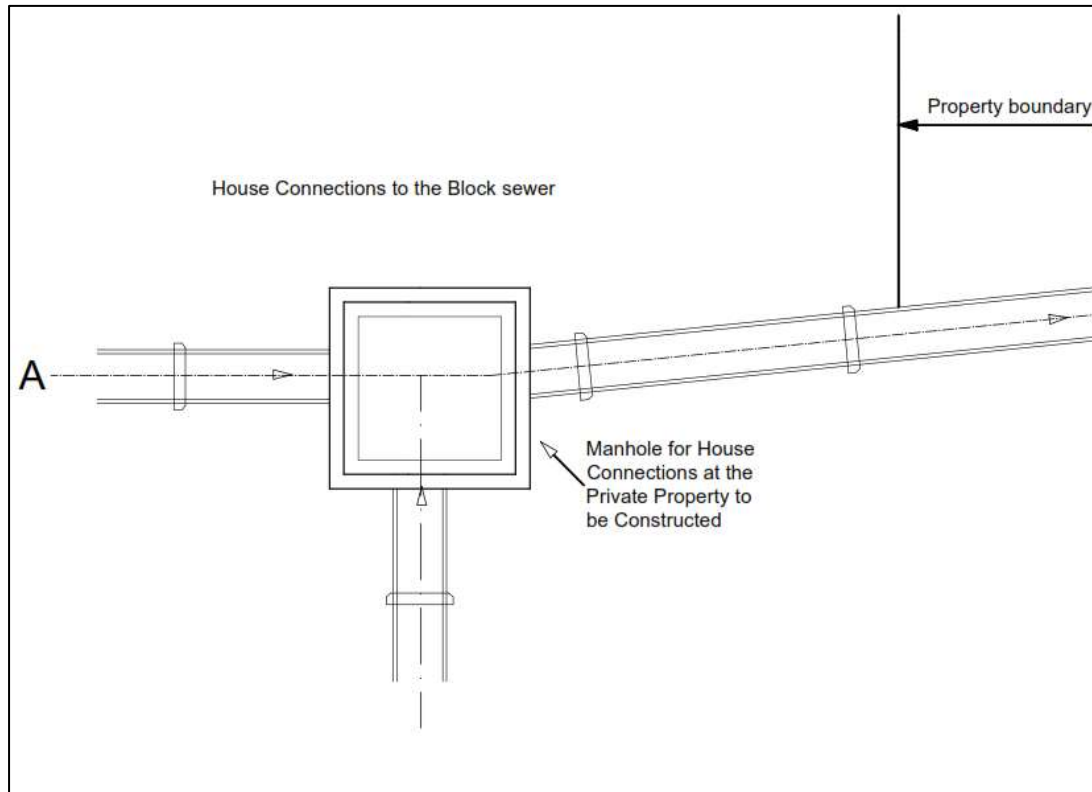 Property boundary
House Connections to the Block sewer
A
Manhole for House
Connections at the
Private Property to
be Constructed